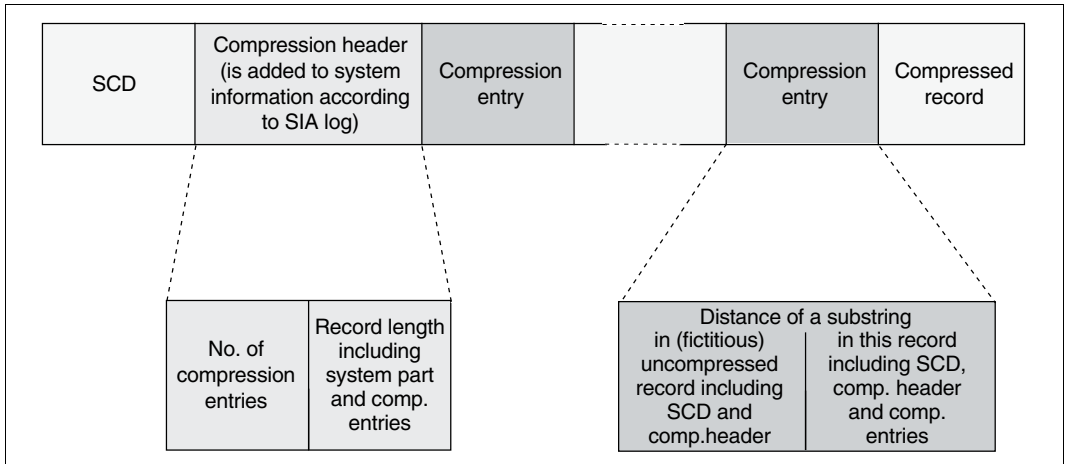 SCD
Compression header
(is added to system
information according
to SIA log)
Compression
entry
Compression
entry
Compressed
record
No. of
compression
entries
Record length
including
system part
and comp.
entries
Distance of a substring
in (fictitious)
uncompressed
record including
SCD and
comp.header
in this record
including SCD,
comp. header
and comp.
entries